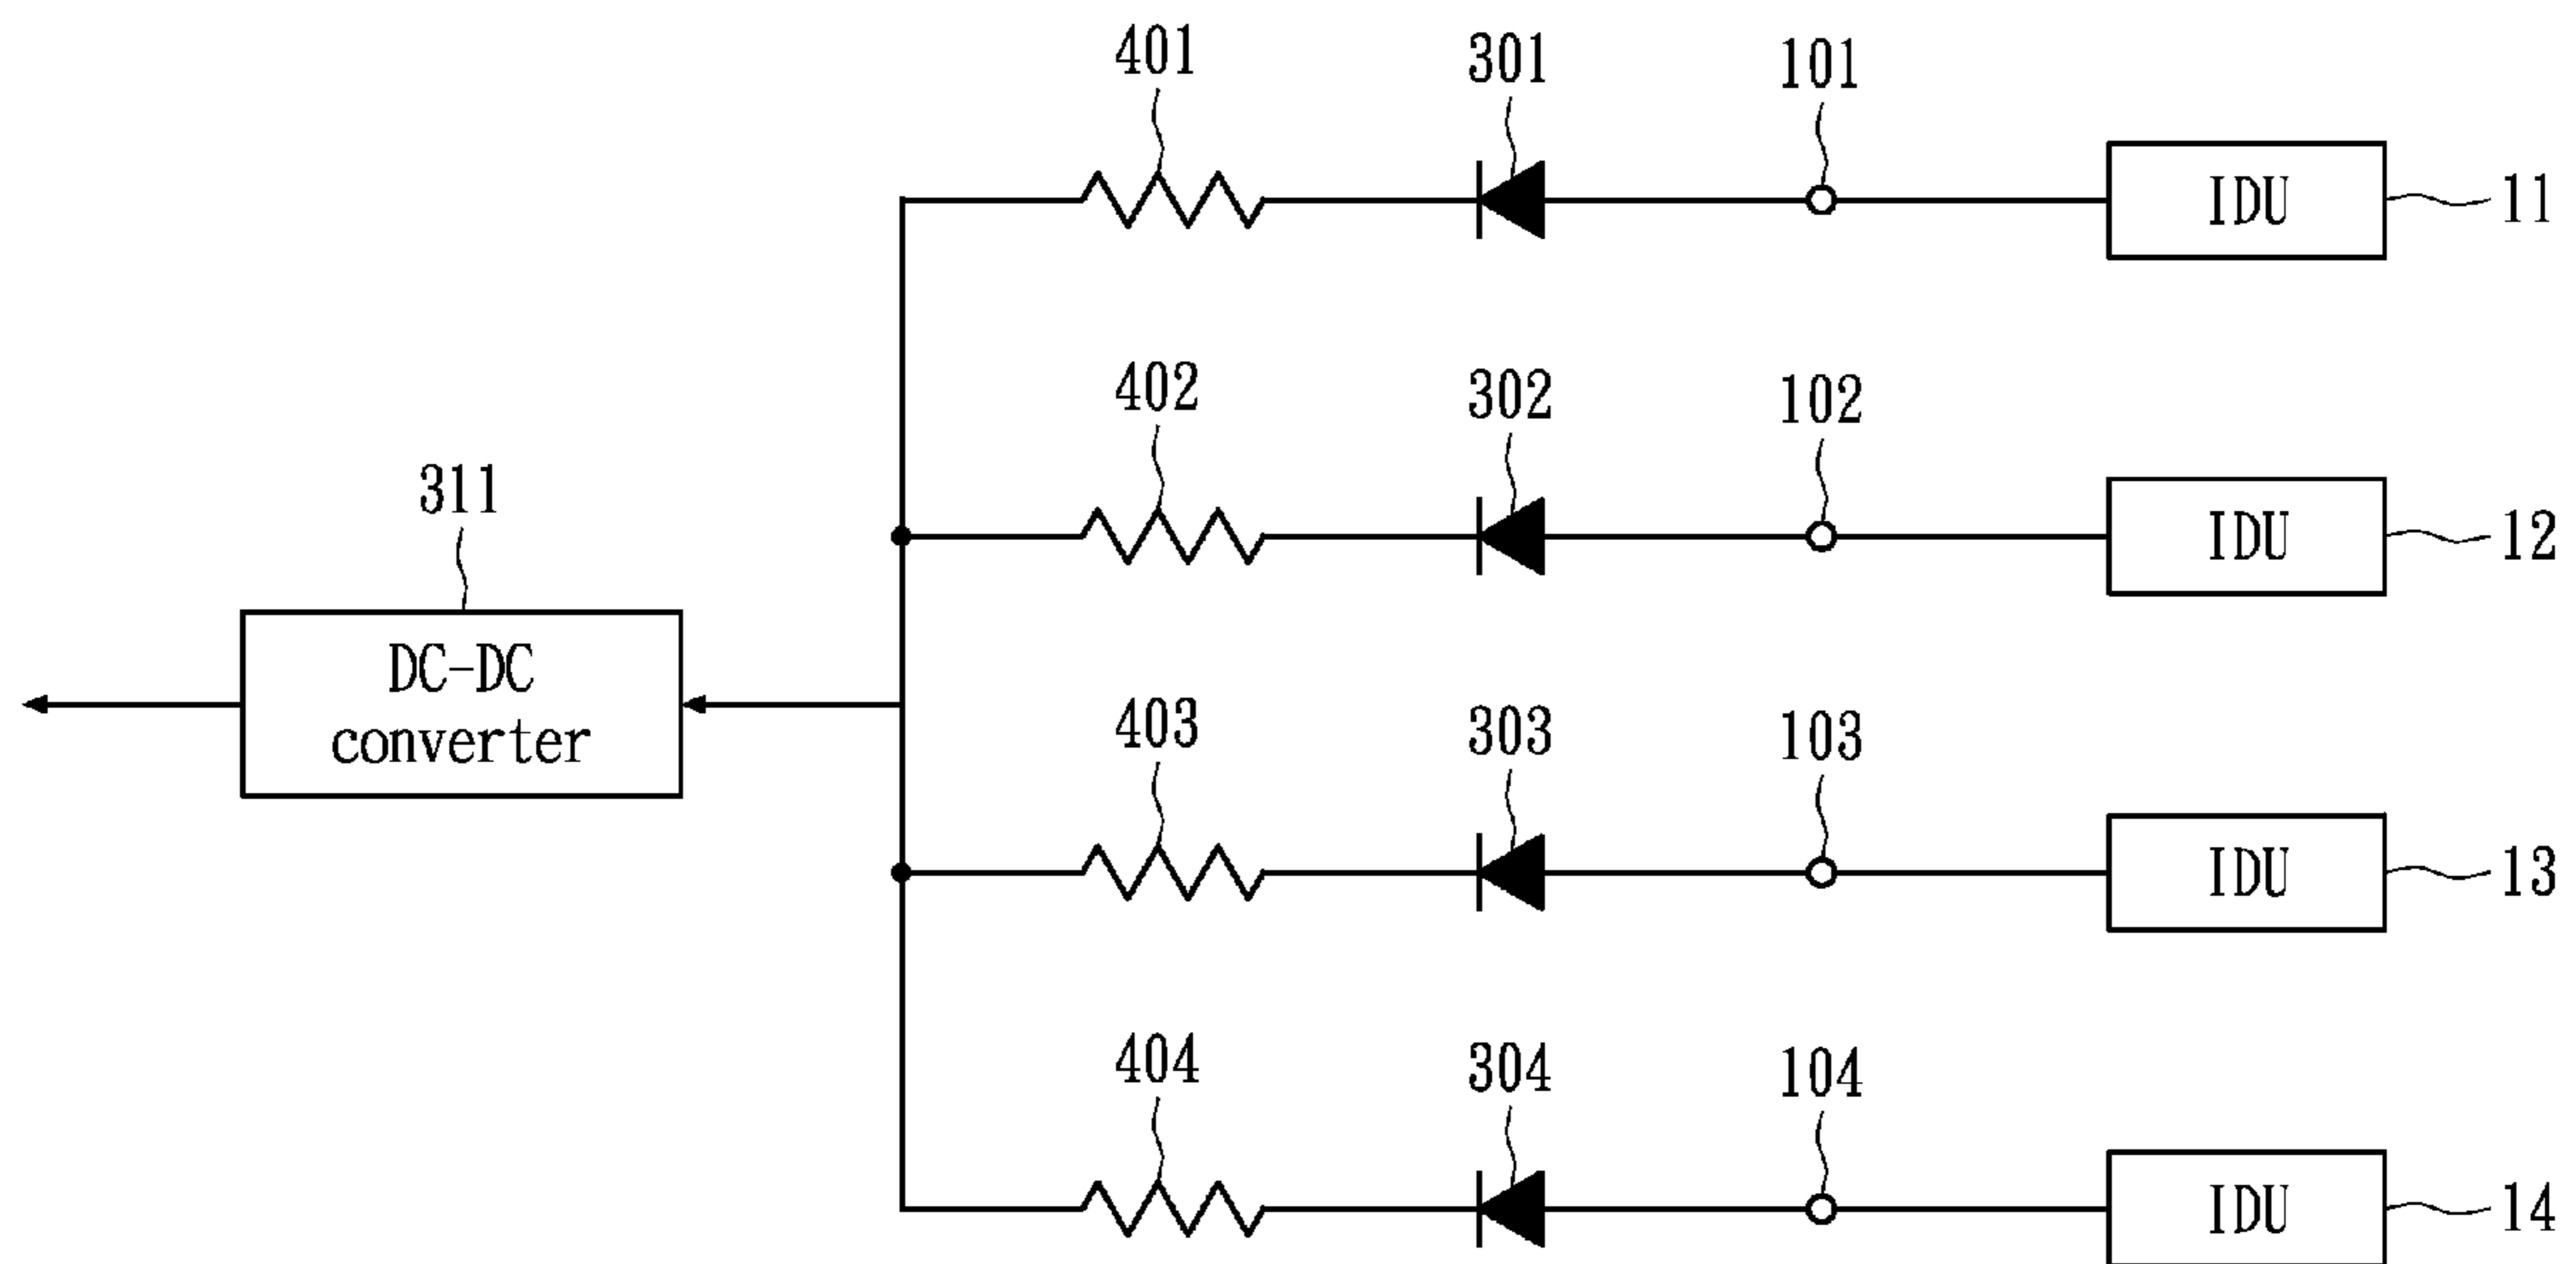 401 301 101
IDU 11
402 302 102
IDU 12
311
DC-DC
converter
403 303 103
IDU 13
404 304 104
IDU 14